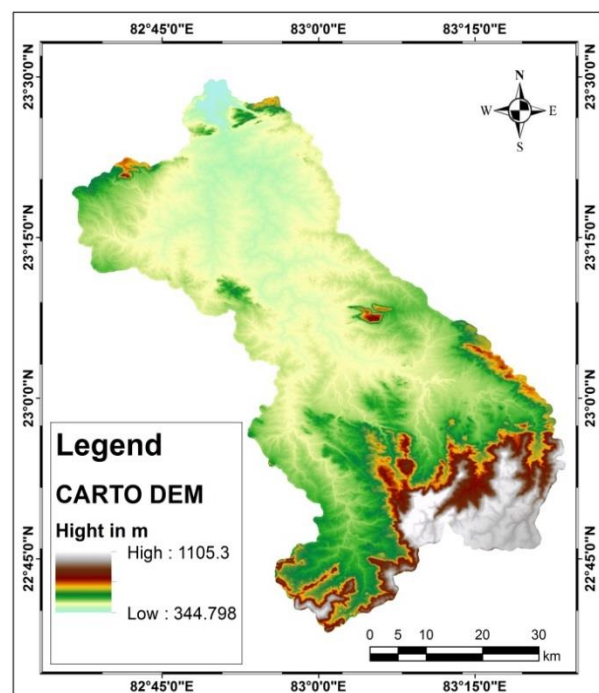 82°45'0"E 83°0'0"E 83°15'0"E
23°30'0"N 23°30'0"N
N
W E
S
23°15'0"N 23°15'0"N
23°0'0"N 23°0'0"N
Legend
CARTO DEM
Hight in m
High : 1105.3
Low : 344.798
22°45'0"N 22°45'0"N
0 5 10 20 30
km
82°45'0"E 83°0'0"E 83°15'0"E